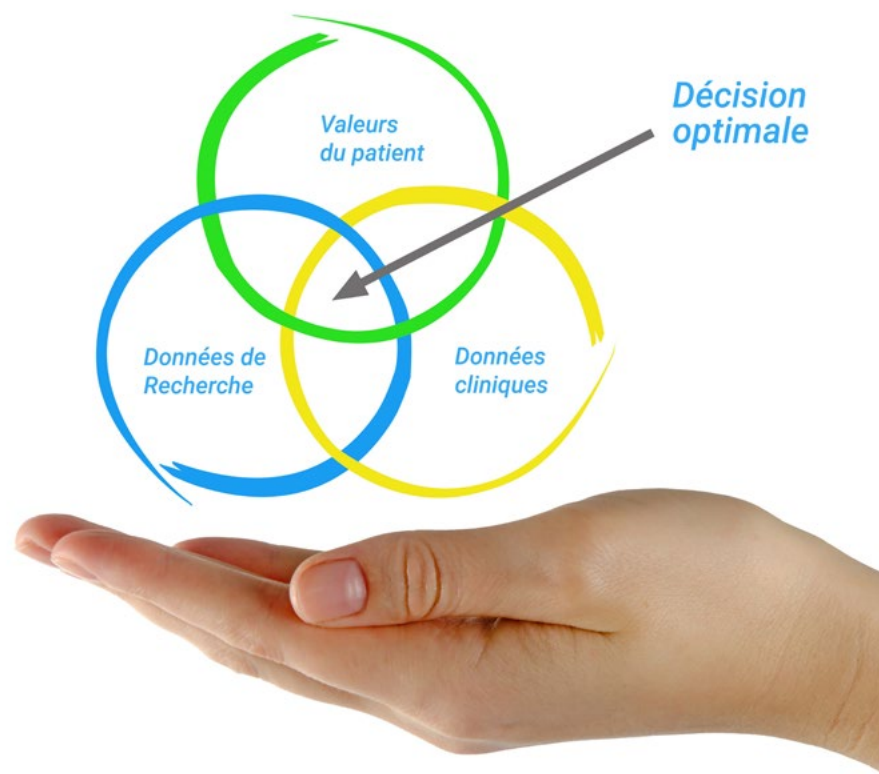 Valeurs
du patient
Décision
optimale
Données de
Recherche
Données
cliniques